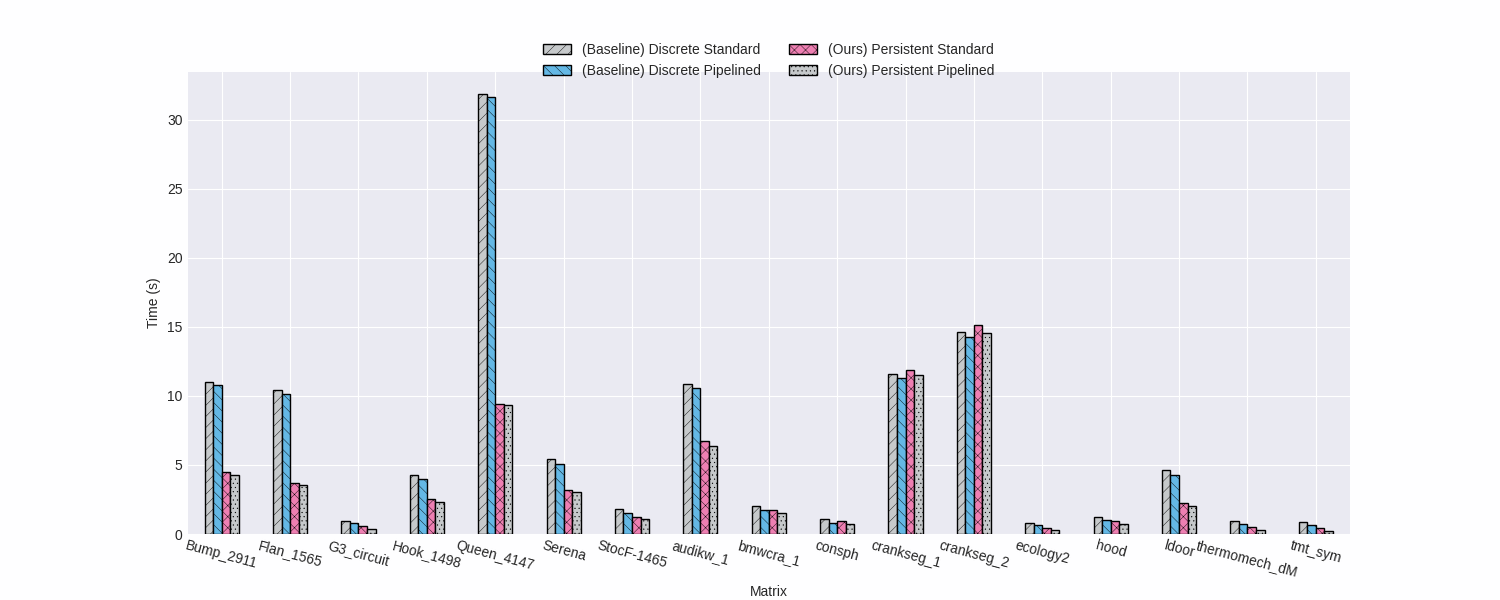 (Baseline) Discrete Standard
(Baseline) Discrete Pipelined
(Ours) Persistent Standard
(Ours) Persistent Pipelined
Time (s)
30
25
20
15
10
5
0
Bump_2911
Flan_1565
G3_circuit
Hook_1498
Queen_4147
Serena
StocF-1465
audikw_1
bmwcra_1
consph
crankseg_1
crankseg_2
ecology2
hood
ldoor
thermomech_dM
tmt_sym
Matrix